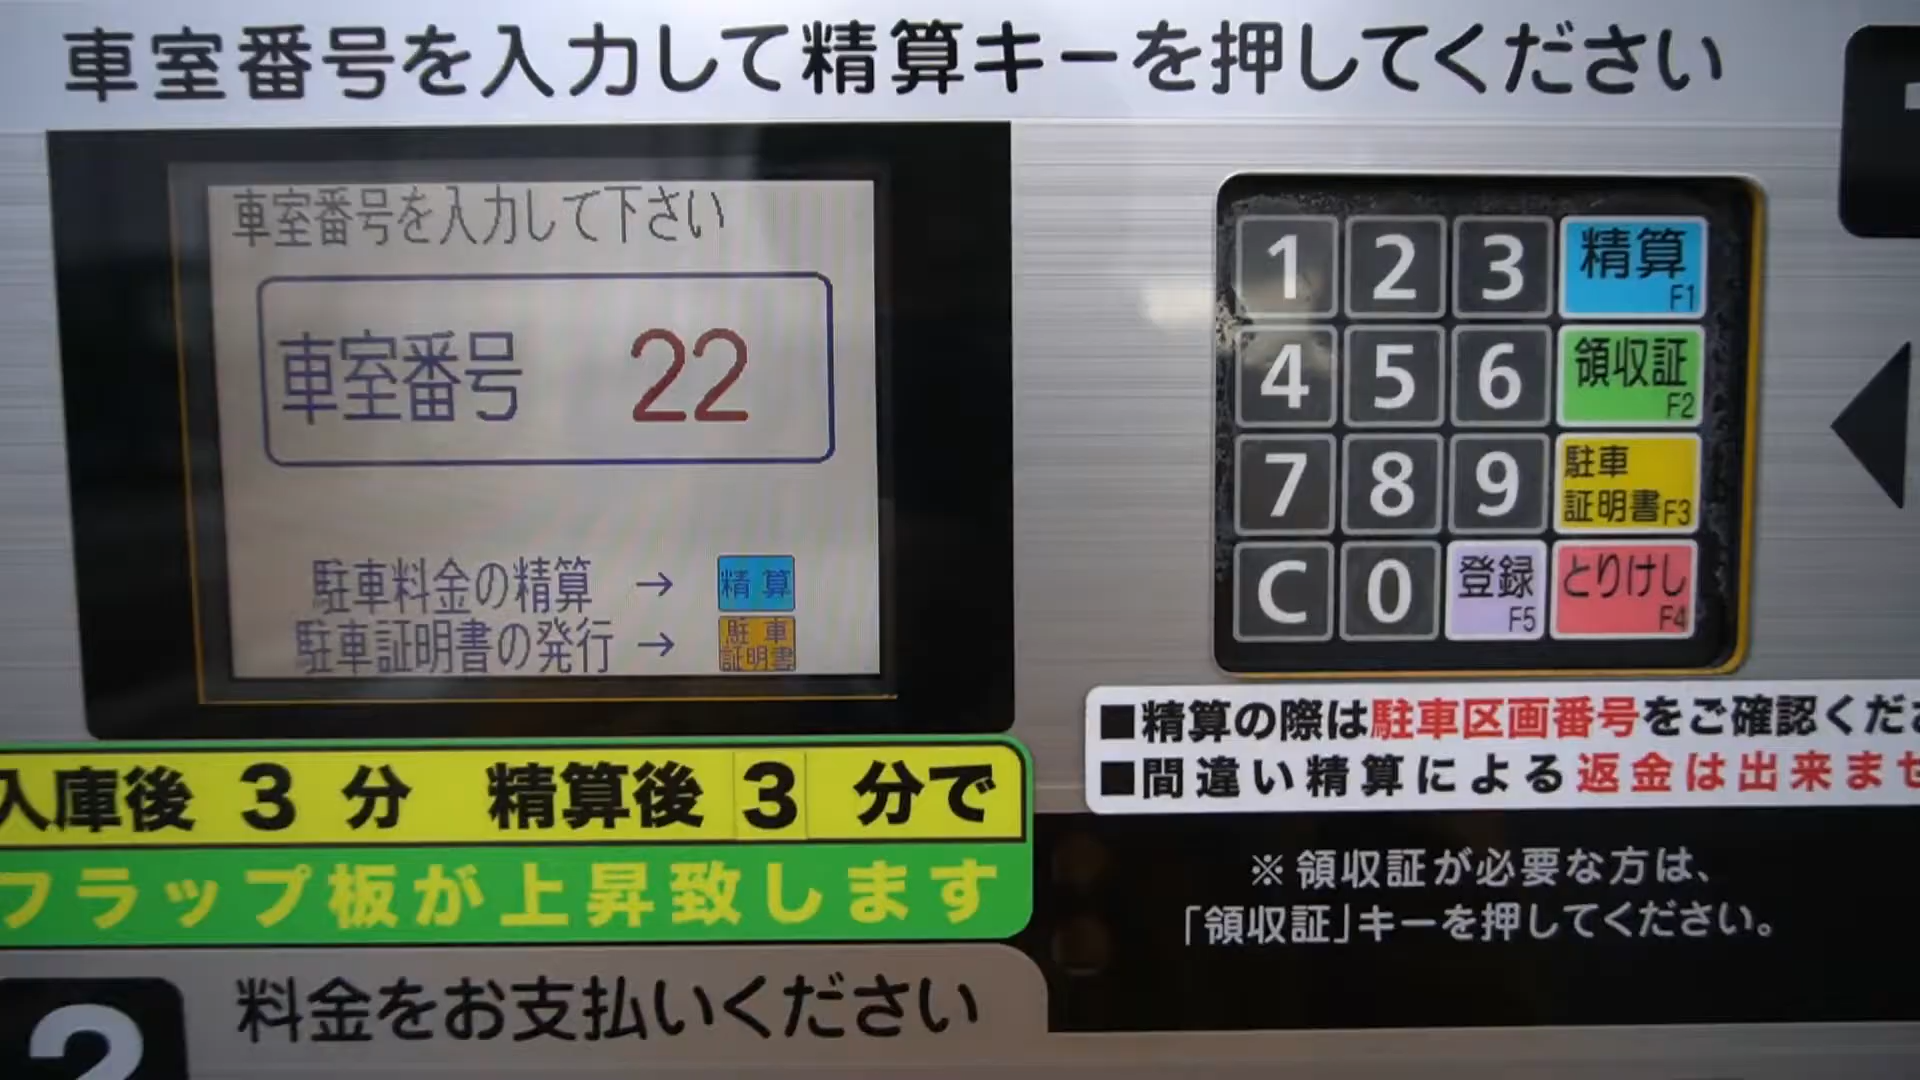 車室番号を入力して精算キーを押してください
車室番号を入力して下さい
車室番号 22
駐車料金の精算 → 精算
駐車証明書の発行 → 駐車証明書
1 2 3 精算 F1
4 5 6 領収証 F2
7 8 9 駐車証明書 F3
C 0 登録 F5 とりけし F4
■精算の際は駐車区画番号をご確認くだ
■間違い精算による返金は出来ませ
入庫後 3 分 精算後 3 分で
フラップ板が上昇致します
※領収証が必要な方は、
「領収証」キーを押してください。
2 料金をお支払いください